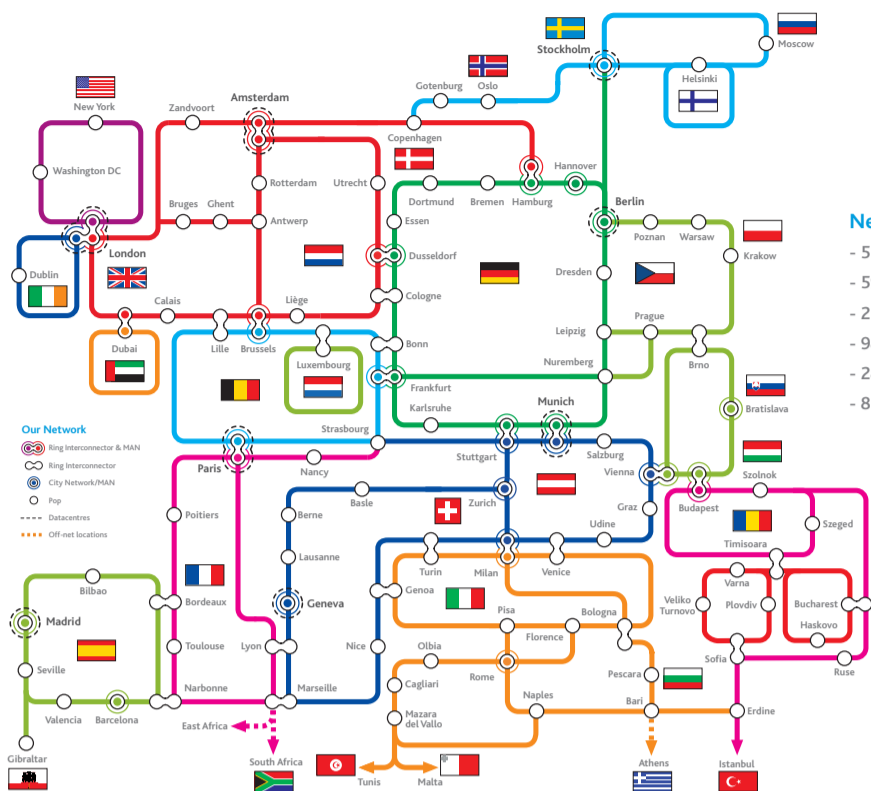 Stockholm
Moscow
Helsinki
Gotenburg
Oslo
New York
Zandvoort
Amsterdam
Copenhagen
Washington DC
Rotterdam
Utrecht
Dortmund
Bremen
Hamburg
Hannover
Bruges
Ghent
Antwerp
Essen
Berlin
Poznan
Warsaw
Krakow
London
Dublin
Dusseldorf
Dresden
Calais
Liège
Cologne
Dubai
Lille
Brussels
Luxembourg
Bonn
Leipzig
Prague
Brno
Frankfurt
Nuremberg
Karlsruhe
Munich
Bratislava
Strasbourg
Stuttgart
Salzburg
Paris
Nancy
Vienna
Budapest
Szolnok
Basle
Zurich
Graz
Poitiers
Berne
Udine
Timisoara
Szeged
Lausanne
Turin
Milan
Venice
Bilbao
Bordeaux
Geneva
Genoa
Varna
Madrid
Pisa
Florence
Bologna
Veliko
Turnovo
Plovdiv
Bucharest
Haskovo
Toulouse
Lyon
Nice
Olbia
Rome
Sofia
Ruse
Seville
Narbonne
Marseille
Cagliari
Pescara
Valencia
Barcelona
Mazara
del Vallo
Naples
Bari
Erdine
East Africa
Gibraltar
South Africa
Tunis
Malta
Athens
Istanbul
Our Network
Ring Interconnector & MAN
Ring Interconnector
City Network/MAN
Pop
Datacentres
Off-net locations
Ne
- 5
- 5
- 2
- 9
- 2
- 8